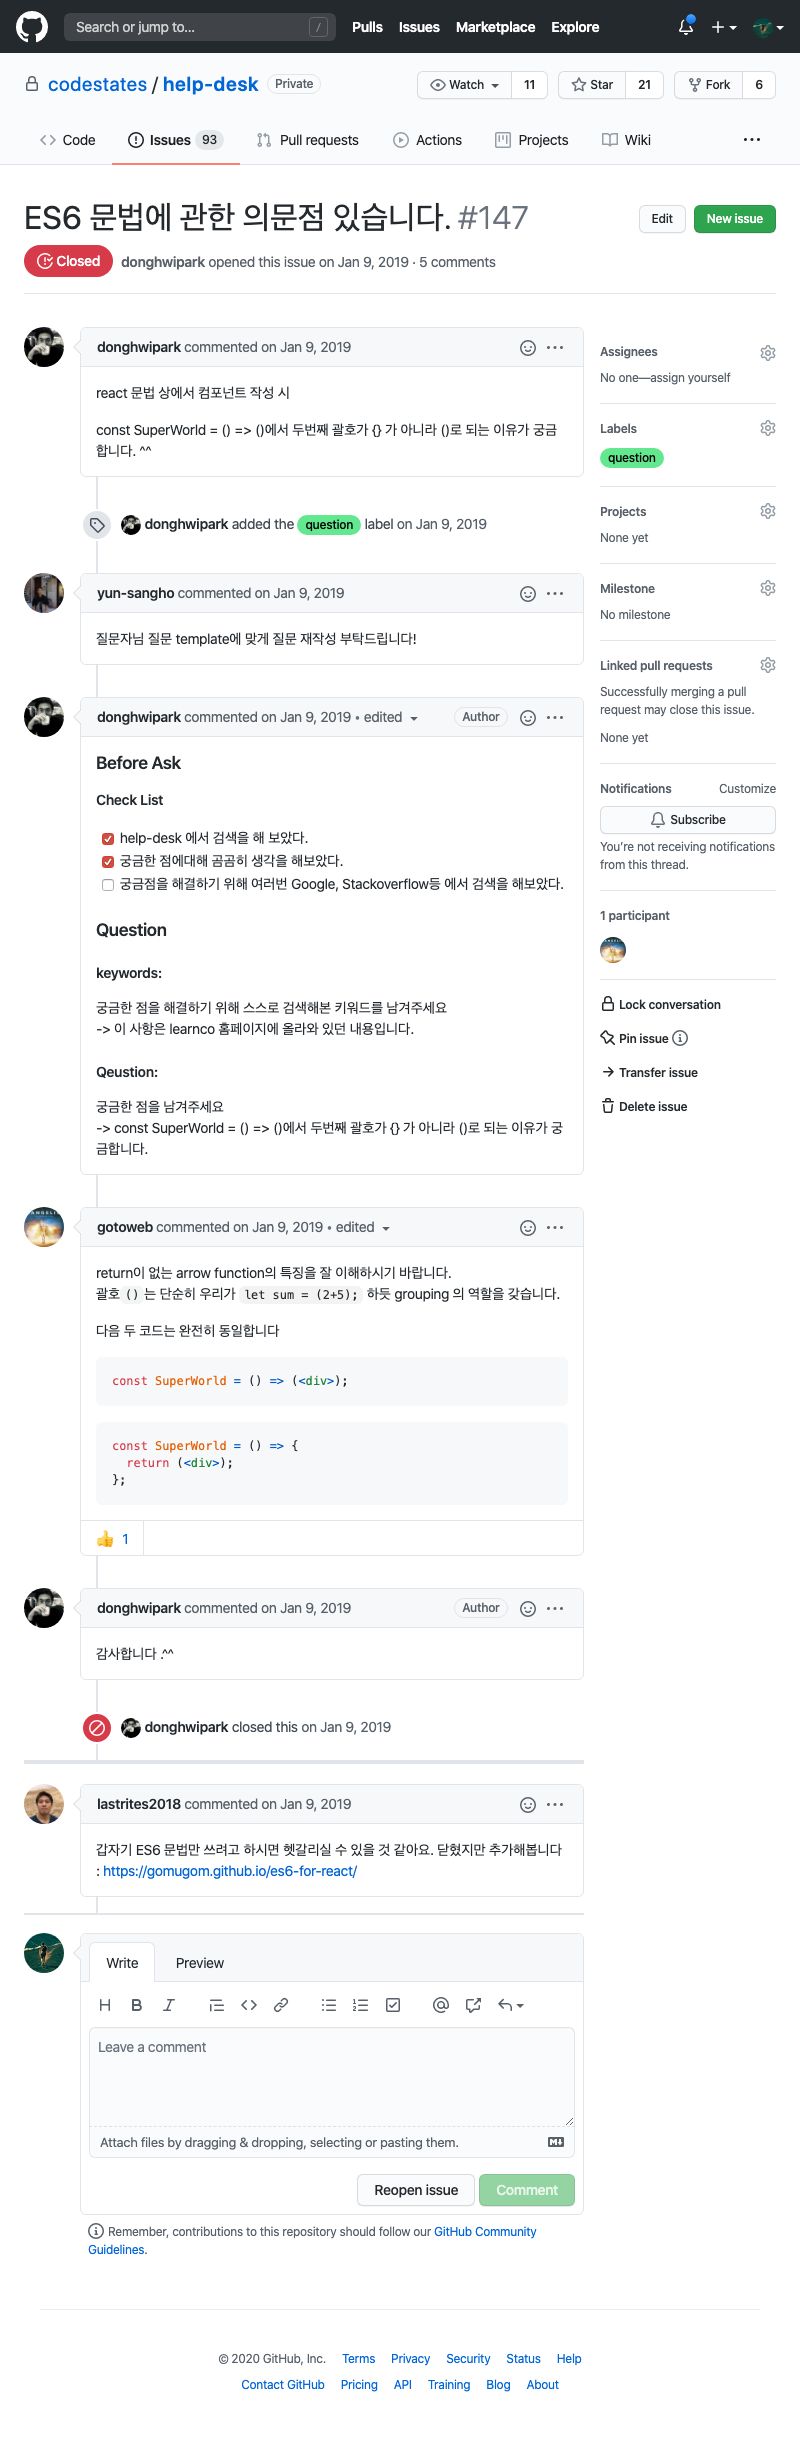 Search or jump to... /
Pulls Issues Marketplace Explore
codestates / help-desk Private
Watch 11 Star 21 Fork 6
Code Issues 93 Pull requests Actions Projects Wiki ...
ES6 문법에 관한 의문점 있습니다. #147
Edit New issue
Closed donghwipark opened this issue on Jan 9, 2019 · 5 comments
donghwipark commented on Jan 9, 2019
react 문법 상에서 컴포넌트 작성 시
const SuperWorld = () => ()에서 두번째 괄호가 {} 가 아니라 ()로 되는 이유가 궁금
합니다. ^^
donghwipark added the question label on Jan 9, 2019
yun-sangho commented on Jan 9, 2019
질문자님 질문 template에 맞게 질문 재작성 부탁드립니다!
donghwipark commented on Jan 9, 2019 • edited Author
Before Ask
Check List
help-desk 에서 검색을 해 보았다.
궁금한 점에대해 곰곰히 생각을 해보았다.
궁금점을 해결하기 위해 여러번 Google, Stackoverflow등 에서 검색을 해보았다.
Question
keywords:
궁금한 점을 해결하기 위해 스스로 검색해본 키워드를 남겨주세요
-> 이 사항은 learnco 홈페이지에 올라와 있던 내용입니다.
Qeustion:
궁금한 점을 남겨주세요
-> const SuperWorld = () => ()에서 두번째 괄호가 {} 가 아니라 ()로 되는 이유가 궁
금합니다.
gotoweb commented on Jan 9, 2019 • edited
return이 없는 arrow function의 특징을 잘 이해하시기 바랍니다.
괄호 () 는 단순히 우리가 let sum = (2+5); 하듯 grouping 의 역할을 갖습니다.
다음 두 코드는 완전히 동일합니다
const SuperWorld = () => (<div>);
const SuperWorld = () => {
return (<div>);
};
👍 1
donghwipark commented on Jan 9, 2019 Author
감사합니다 .^^
donghwipark closed this on Jan 9, 2019
lastrites2018 commented on Jan 9, 2019
갑자기 ES6 문법만 쓰려고 하시면 헷갈리실 수 있을 것 같아요. 닫혔지만 추가해봅니다
: https://gomugom.github.io/es6-for-react/
Write Preview
Leave a comment
Attach files by dragging & dropping, selecting or pasting them.
Reopen issue Comment
Remember, contributions to this repository should follow our GitHub Community
Guidelines.
Assignees
No one—assign yourself
Labels
question
Projects
None yet
Milestone
No milestone
Linked pull requests
Successfully merging a pull
request may close this issue.
None yet
Notifications Customize
Subscribe
You're not receiving notifications
from this thread.
1 participant
Lock conversation
Pin issue
Transfer issue
Delete issue
© 2020 GitHub, Inc. Terms Privacy Security Status Help
Contact GitHub Pricing API Training Blog About